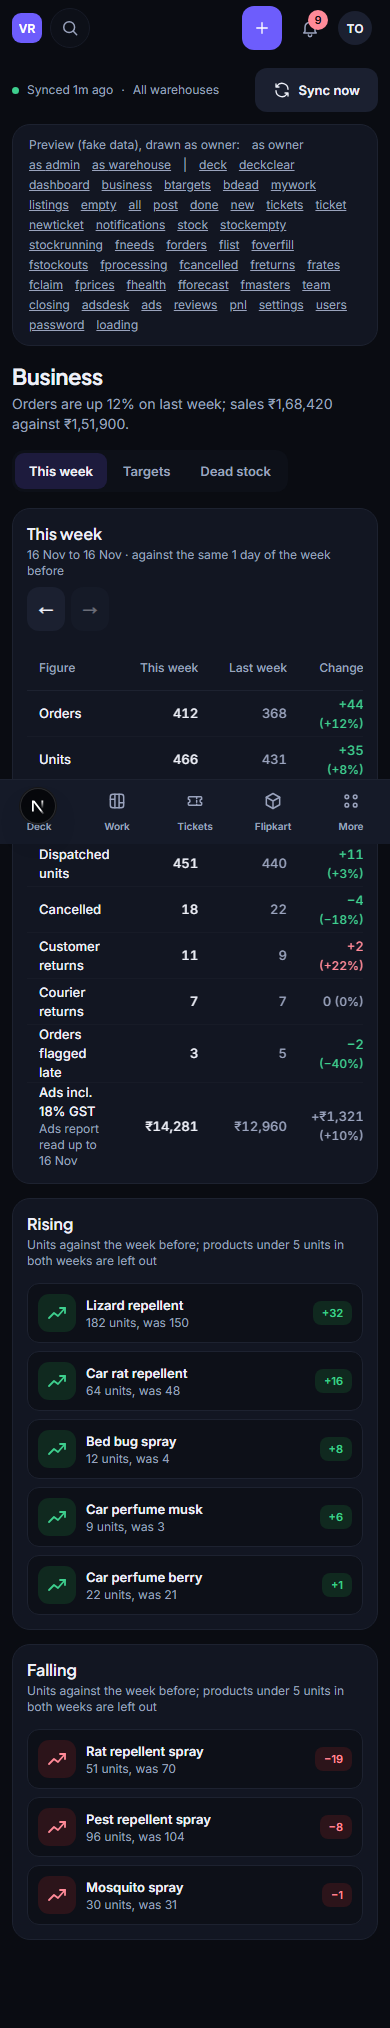 VR
9
TO
Synced 1m ago · All warehouses
Sync now
Preview (fake data), drawn as owner: as owner
as admin as warehouse | deck deckclear
dashboard business btargets bdead mywork
listings empty all post done new tickets ticket
newticket notifications stock stockempty
stockrunning fneeds forders flist foverfill
fstockouts fprocessing fcancelled freturns frates
fclaim fprices fhealth fforecast fmasters team
closing adsdesk ads reviews pnl settings users
password loading
Business
Orders are up 12% on last week; sales ₹1,68,420
against ₹1,51,900.
This week Targets Dead stock
This week
16 Nov to 16 Nov · against the same 1 day of the week
before
← →
Figure This week Last week Change
Orders 412 368 +44
(+12%)
Units 466 431 +35
(+8%)
N
Deck Work Tickets Flipkart More
Dispatched
units 451 440 +11
(+3%)
Cancelled 18 22 −4
(−18%)
Customer
returns 11 9 +2
(+22%)
Courier
returns 7 7 0 (0%)
Orders
flagged
late 3 5 −2
(−40%)
Ads incl.
18% GST
Ads report
read up to
16 Nov ₹14,281 ₹12,960 +₹1,321
(+10%)
Rising
Units against the week before; products under 5 units in
both weeks are left out
Lizard repellent
182 units, was 150 +32
Car rat repellent
64 units, was 48 +16
Bed bug spray
12 units, was 4 +8
Car perfume musk
9 units, was 3 +6
Car perfume berry
22 units, was 21 +1
Falling
Units against the week before; products under 5 units in
both weeks are left out
Rat repellent spray
51 units, was 70 −19
Pest repellent spray
96 units, was 104 −8
Mosquito spray
30 units, was 31 −1